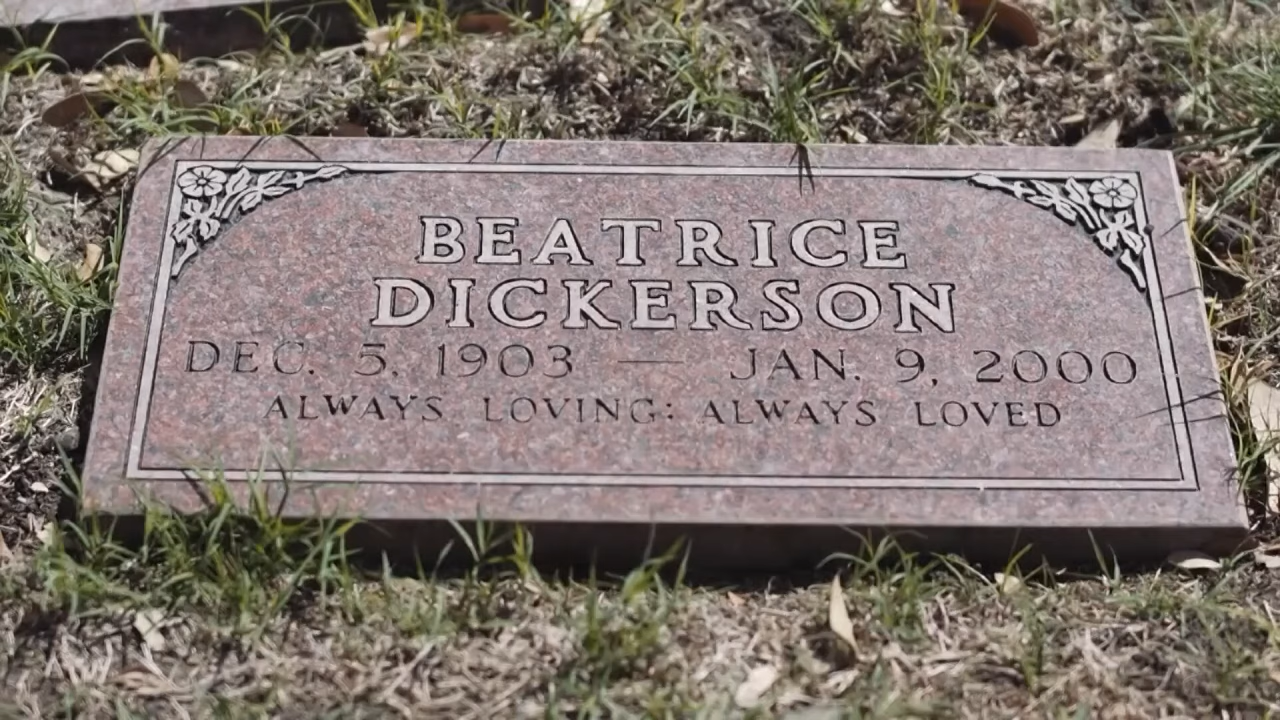 BEATRICE
DICKERSON
DEC. 5, 1903 — JAN. 9, 2000
ALWAYS LOVING: ALWAYS LOVED